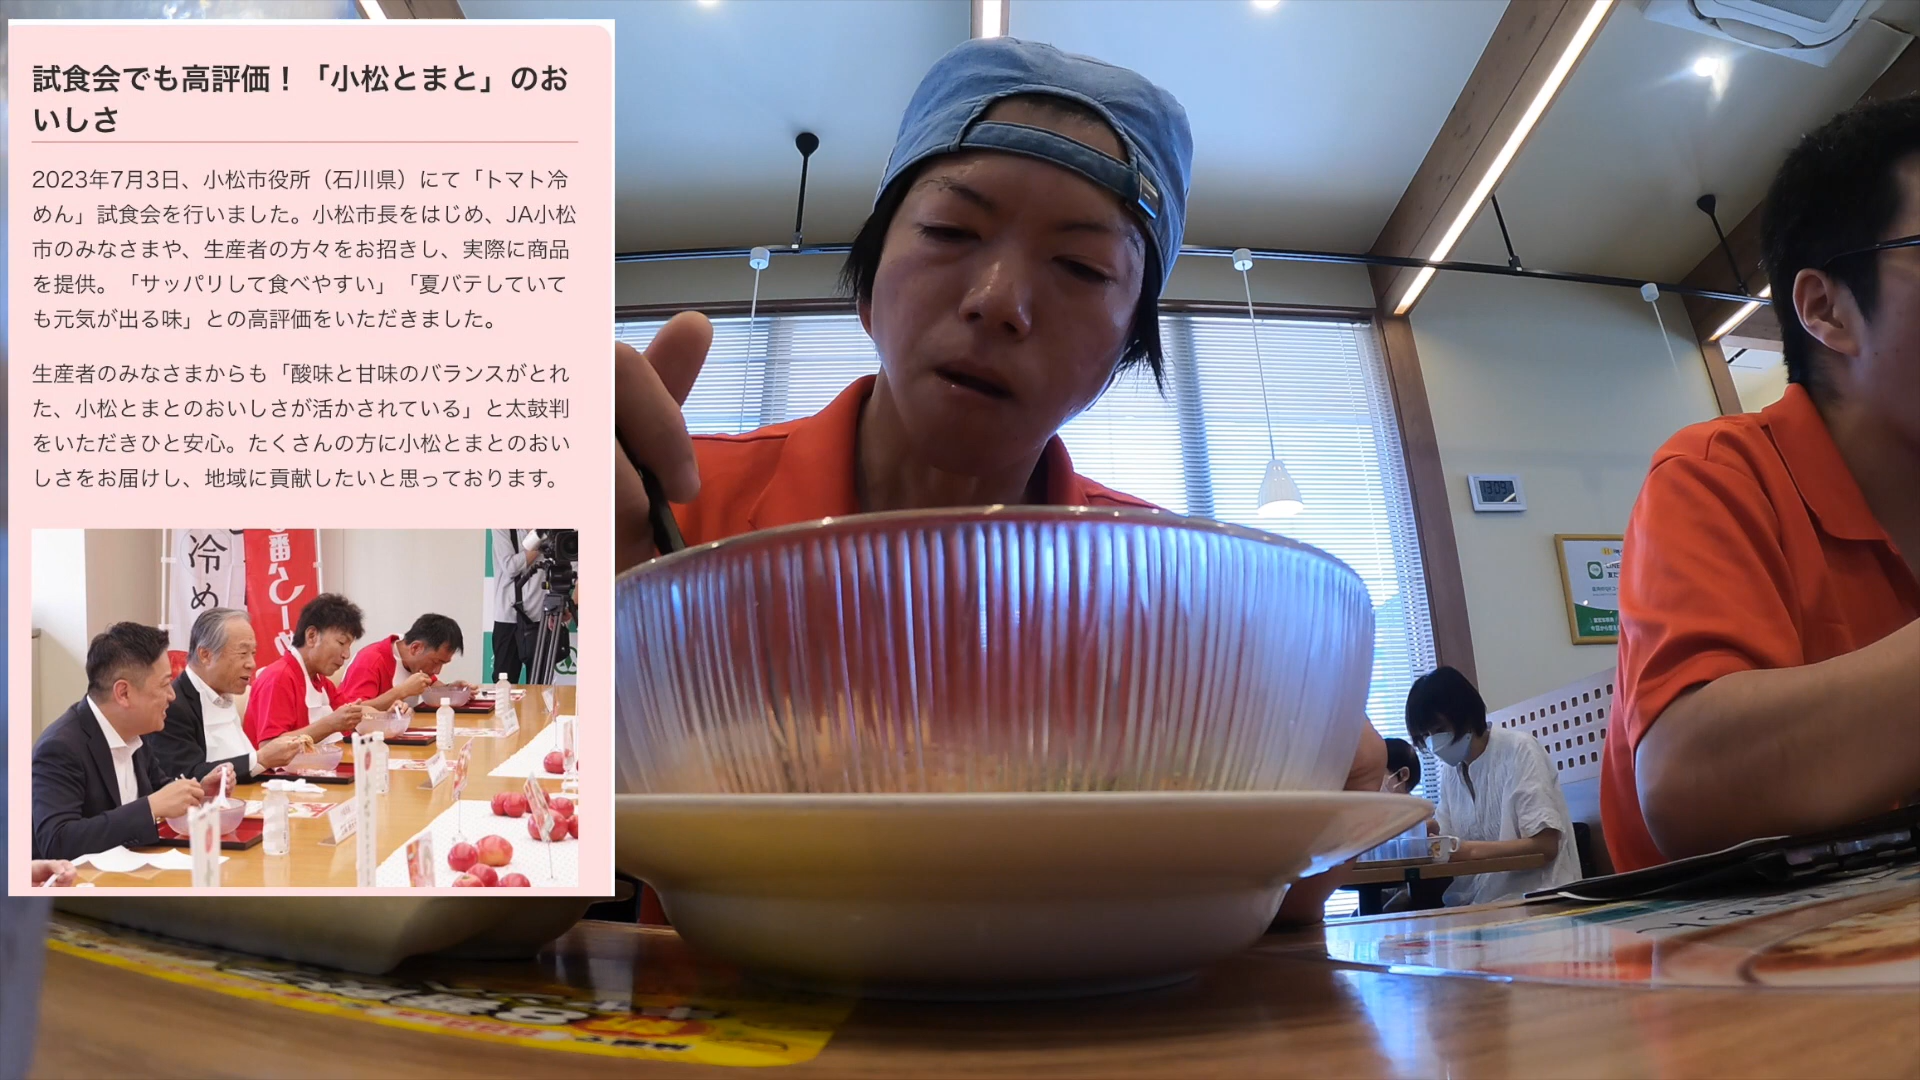 試食会でも高評価！「小松とまと」のお
いしさ
2023年7月3日、小松市役所（石川県）にて「トマト冷
めん」試食会を行いました。小松市長をはじめ、JA小松
市のみなさまや、生産者の方々をお招きし、実際に商品
を提供。「サッパリして食べやすい」「夏バテしていて
も元気が出る味」との高評価をいただきました。
生産者のみなさまからも「酸味と甘味のバランスがとれ
た、小松とまとのおいしさが活かされている」と太鼓判
をいただきひと安心。たくさんの方に小松とまとのおい
しさをお届けし、地域に貢献したいと思っております。
冷め
番らーめ